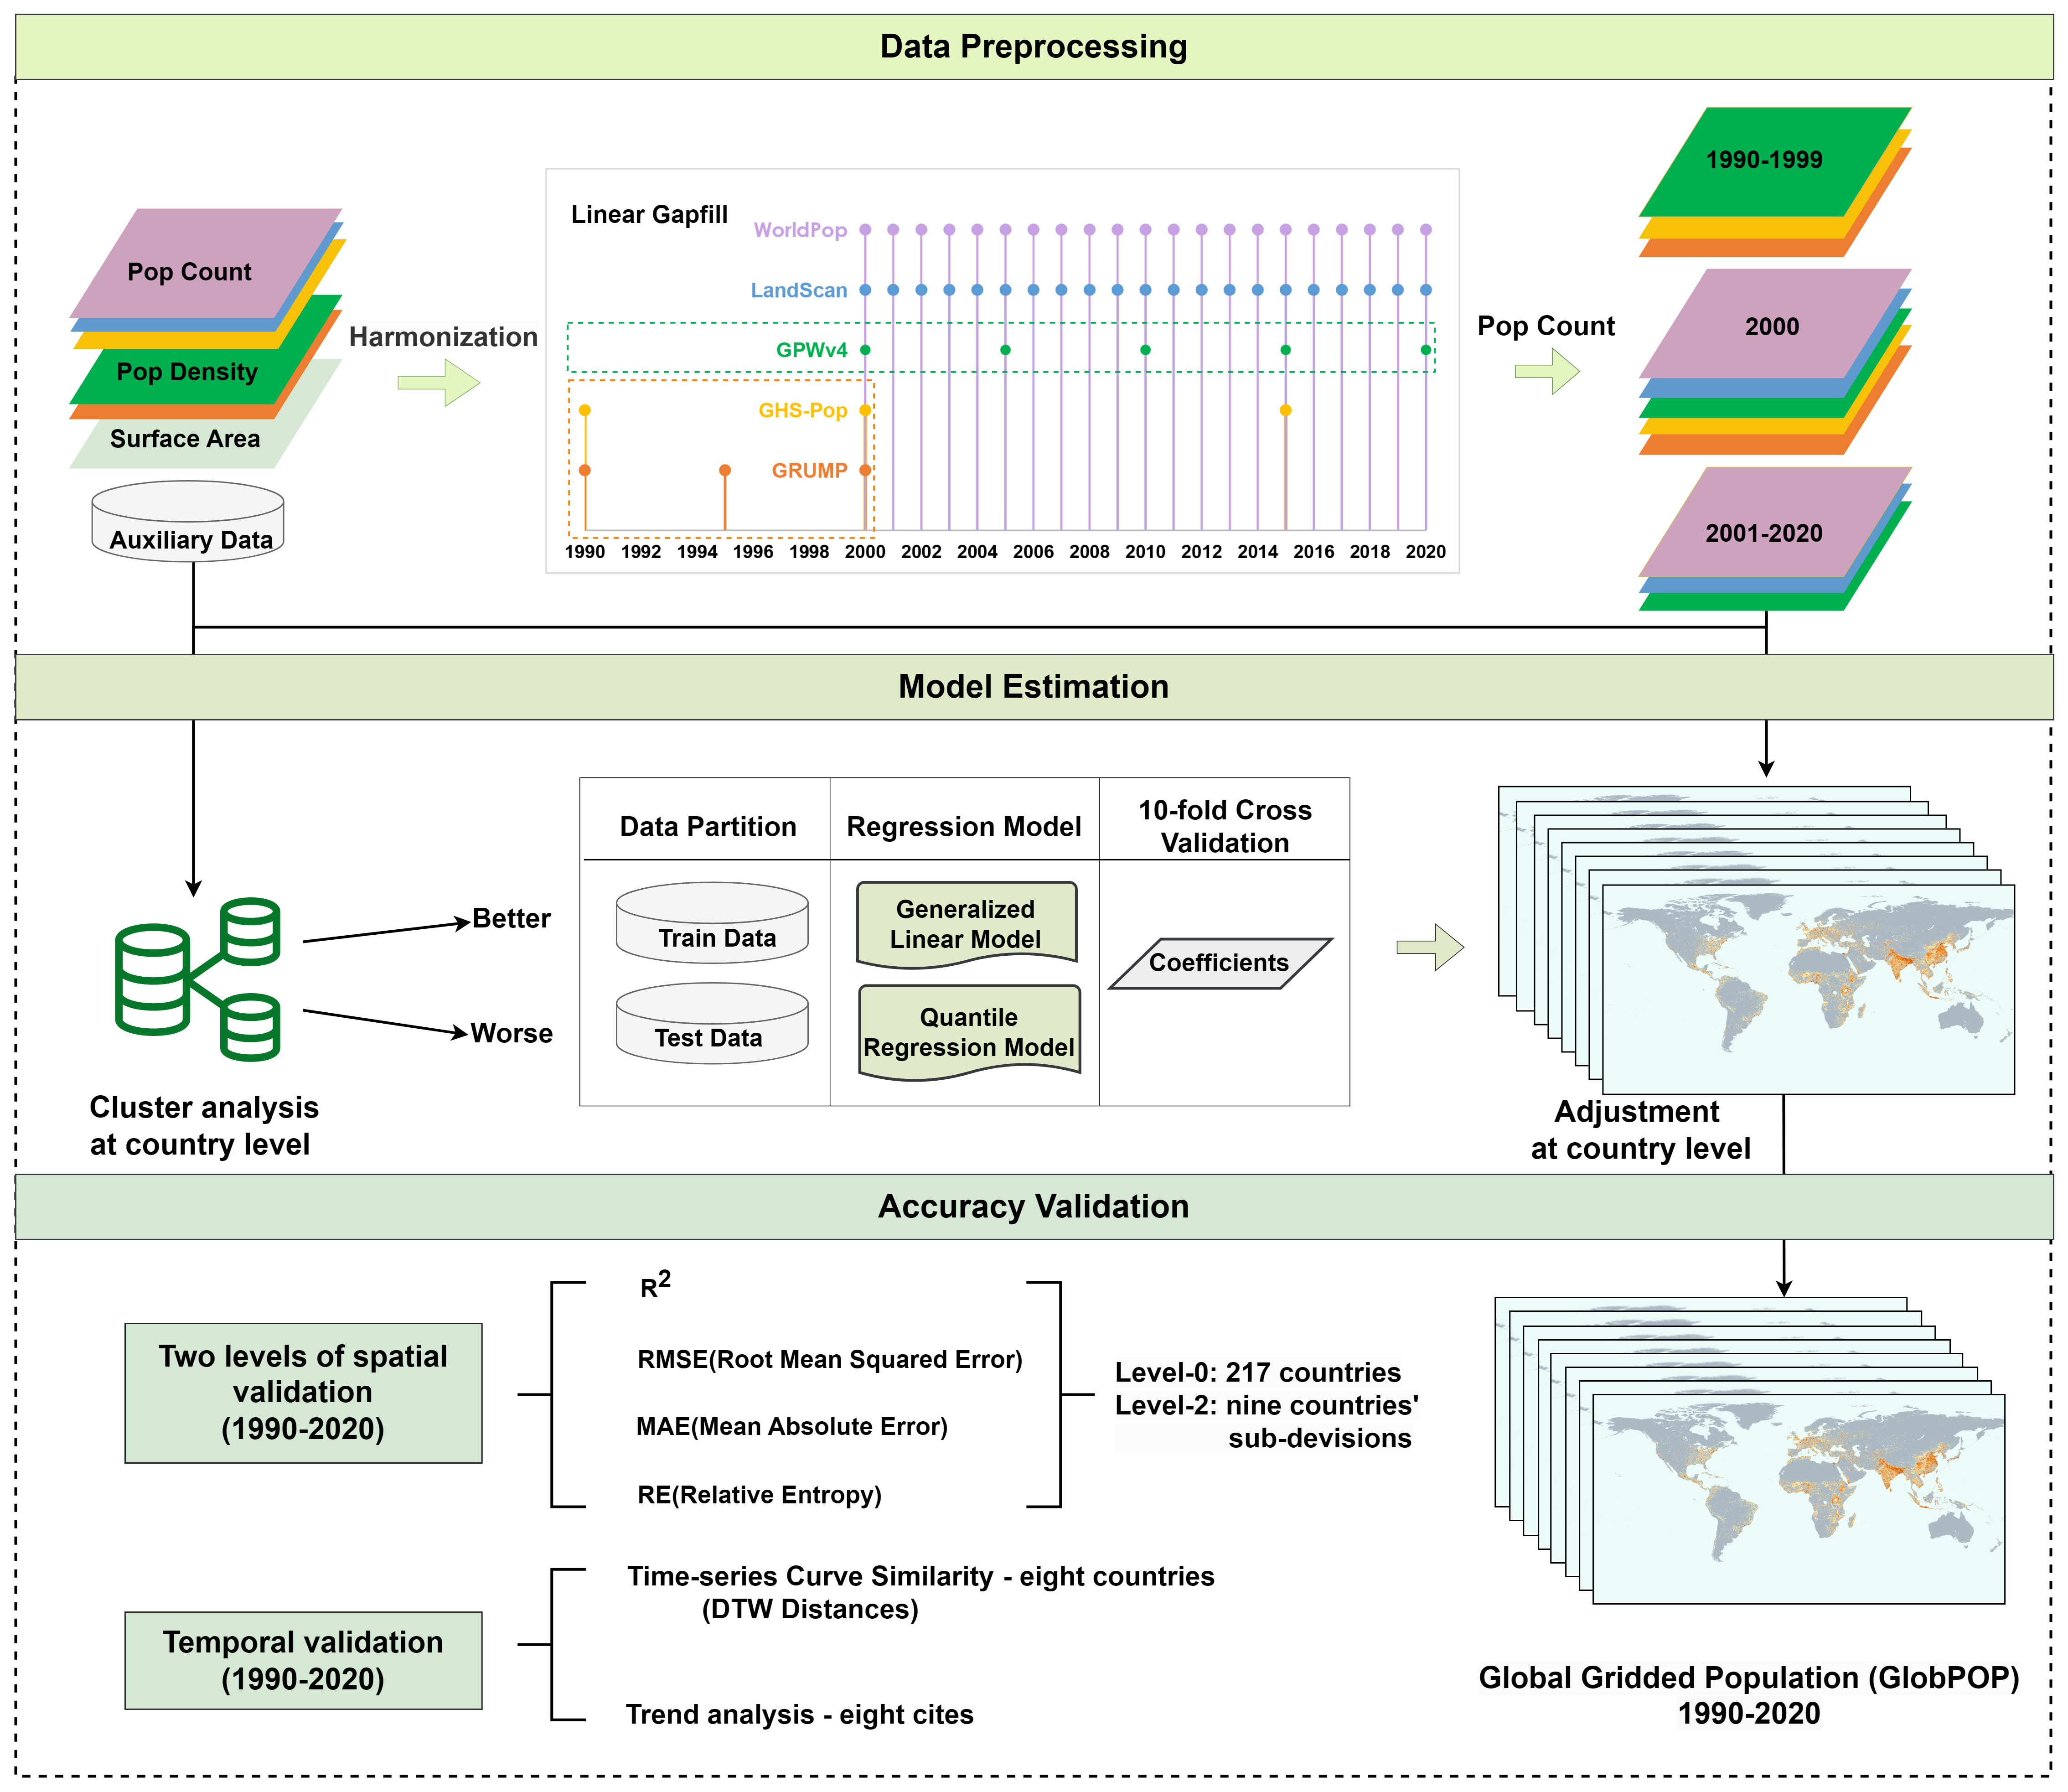 Data Preprocessing
Pop Count
Pop Density
Surface Area
Auxiliary Data
Harmonization
Linear Gapfill
WorldPop
LandScan
GPWv4
GHS-Pop
GRUMP
1990 1992 1994 1996 1998 2000 2002 2004 2006 2008 2010 2012 2014 2016 2018 2020
Pop Count
1990-1999
2000
2001-2020
Model Estimation
Cluster analysis
at country level
Better
Worse
Data Partition
Regression Model
10-fold Cross
Validation
Train Data
Test Data
Generalized
Linear Model
Quantile
Regression Model
Coefficients
Adjustment
at country level
Accuracy Validation
Two levels of spatial
validation
(1990-2020)
R²
RMSE(Root Mean Squared Error)
MAE(Mean Absolute Error)
RE(Relative Entropy)
Level-0: 217 countries
Level-2: nine countries'
sub-devisions
Temporal validation
(1990-2020)
Time-series Curve Similarity - eight countries
(DTW Distances)
Trend analysis - eight cites
Global Gridded Population (GlobPOP)
1990-2020